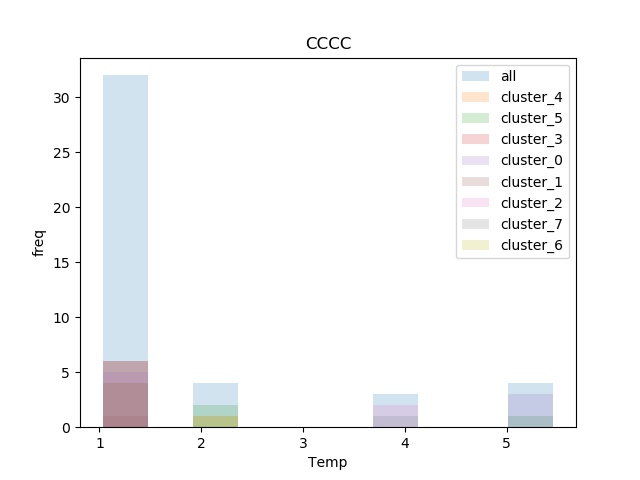 CCCC
all
cluster_4
cluster_5
cluster_3
cluster_0
cluster_1
cluster_2
cluster_7
cluster_6
freq
30
25
20
15
10
5
0
1 2 3 4 5
Temp